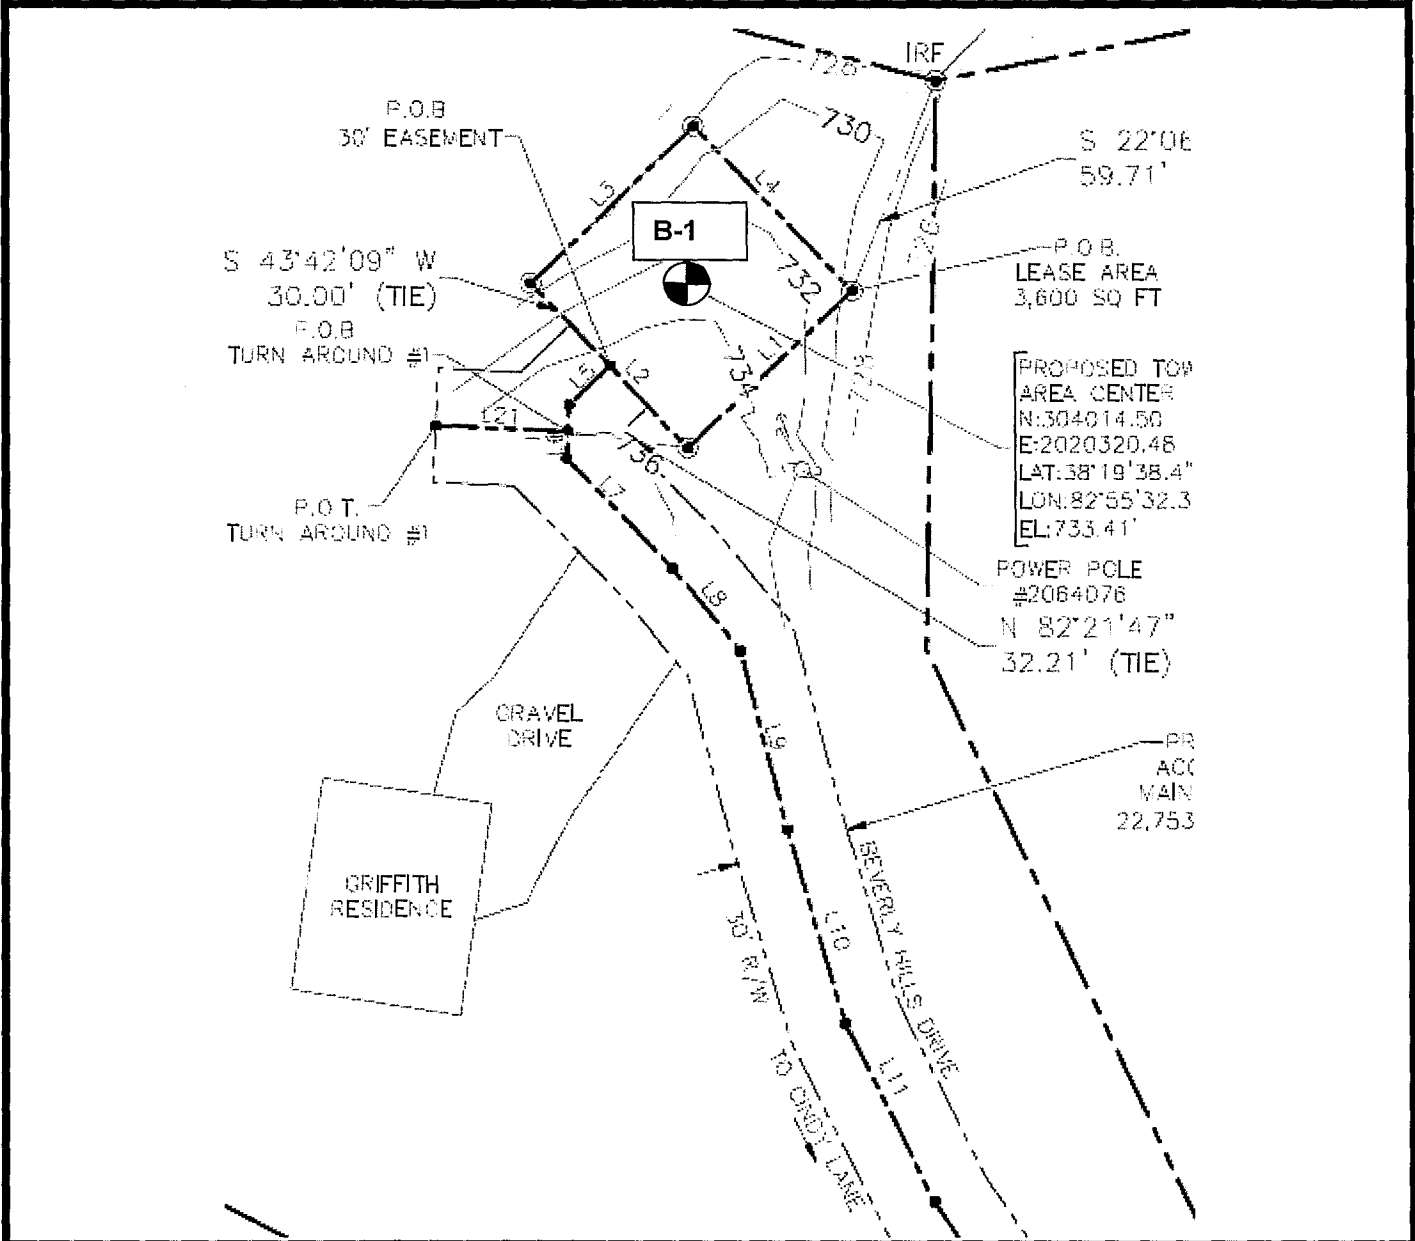 IRF
728
P.O.B
30' EASEMENT
730
S 22°06
59.71'
L3
L4
B-1
S 43°42'09" W
30.00' (TIE)
732
P.O.B.
LEASE AREA
3,600 SQ FT
P.O.B
TURN AROUND #1
L1
734
728
L5
L2
PROPOSED TOW
AREA CENTER
N:304014.50
E:2020320.46
LAT:38°19'38.4"
LON:82°55'32.3
EL:733.41'
L21
736
L7
P.O.T.
TURN AROUND #1
POWER POLE
#2084076
L8
N 82°21'47"
32.21' (TIE)
GRAVEL
DRIVE
L9
PR
ACC
MAIN
22,753
GRIFFITH
RESIDENCE
BEVERLY HILLS DRIVE
L10
30' R/W
L11
TO CINDY LANE